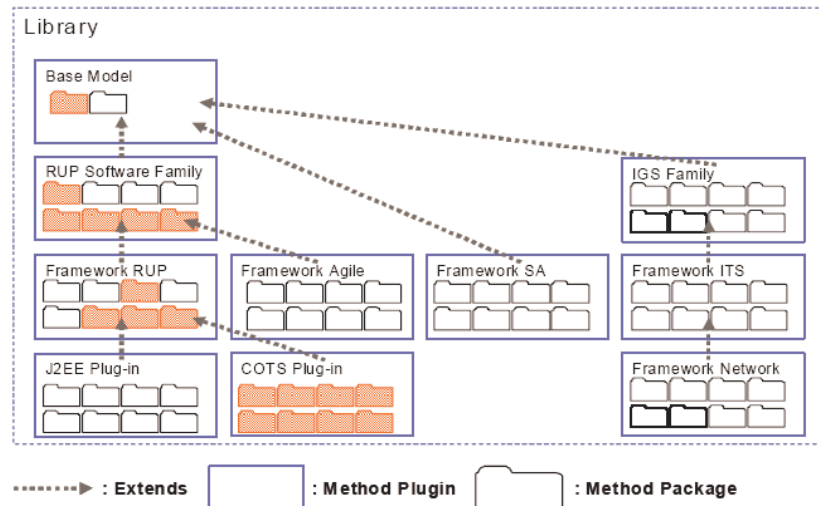 Library
Base Model
RUP Software Family
IGS Family
Framework RUP
Framework Agile
Framework SA
Framework ITS
J2EE Plug-in
COTS Plug-in
Framework Network
: Extends
: Method Plugin
: Method Package